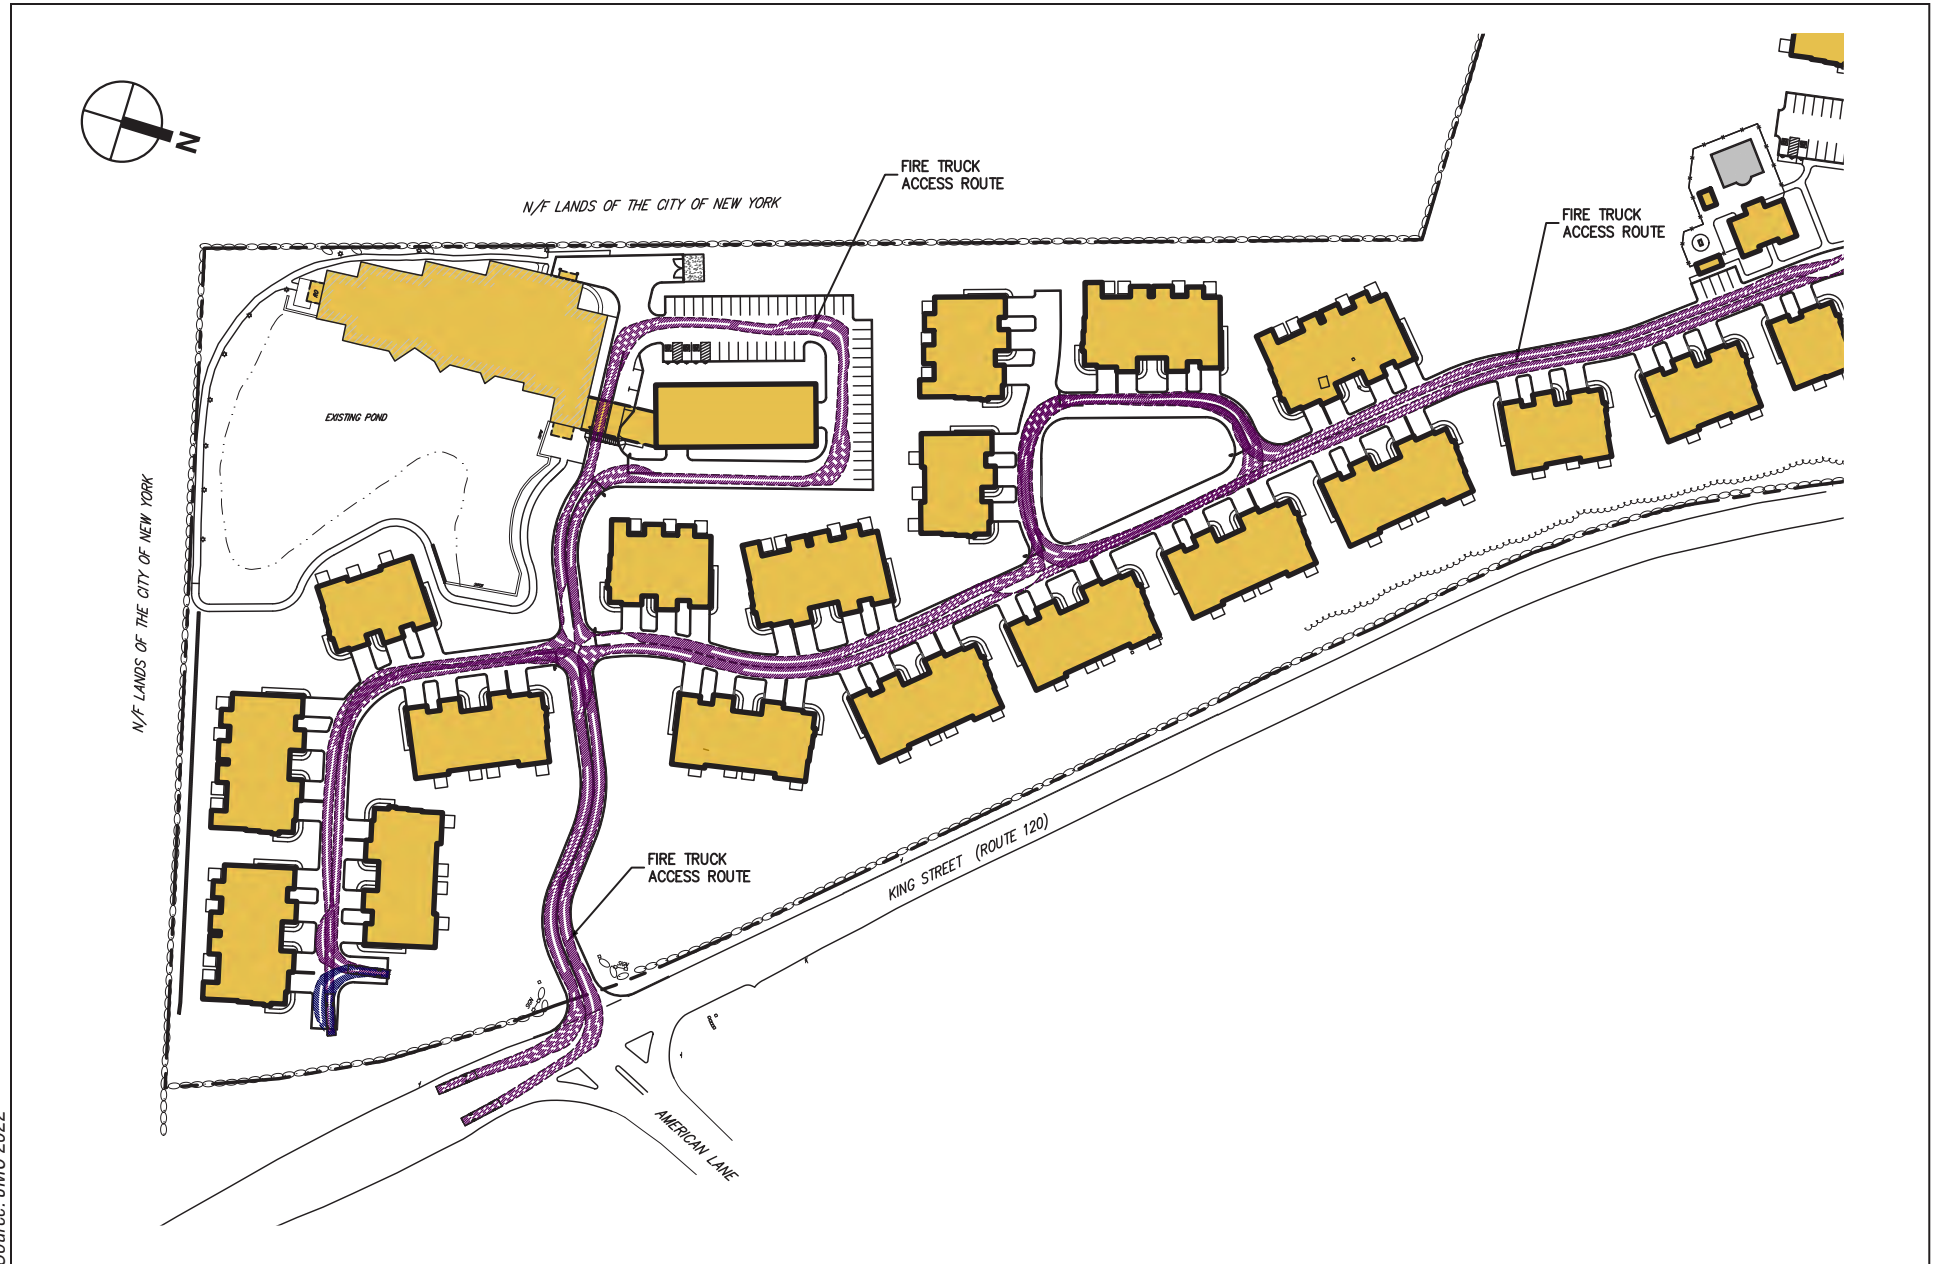 N
FIRE TRUCK
ACCESS ROUTE
N/F LANDS OF THE CITY OF NEW YORK
FIRE TRUCK
ACCESS ROUTE
EXISTING POND
N/F LANDS OF THE CITY OF NEW YORK
FIRE TRUCK
ACCESS ROUTE
KING STREET (ROUTE 120)
AMERICAN LANE